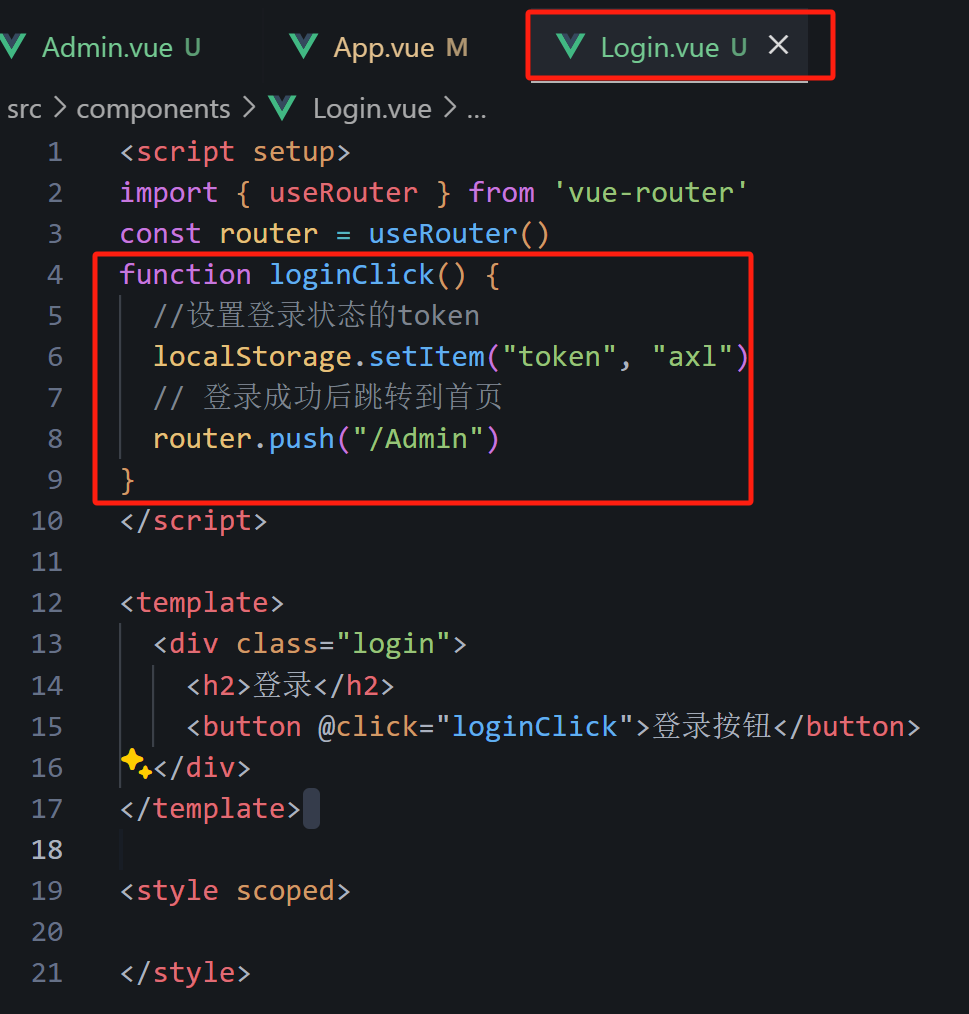 Admin.vue U App.vue M Login.vue U ×
src > components > Login.vue > ...
1 <script setup>
2 import { useRouter } from 'vue-router'
3 const router = useRouter()
4 function loginClick() {
5 //设置登录状态的token
6 localStorage.setItem("token", "axl")
7 // 登录成功后跳转到首页
8 router.push("/Admin")
9 }
10 </script>
11
12 <template>
13 <div class="login">
14 <h2>登录</h2>
15 <button @click="loginClick">登录按钮</button>
16 </div>
17 </template>
18
19 <style scoped>
20
21 </style>